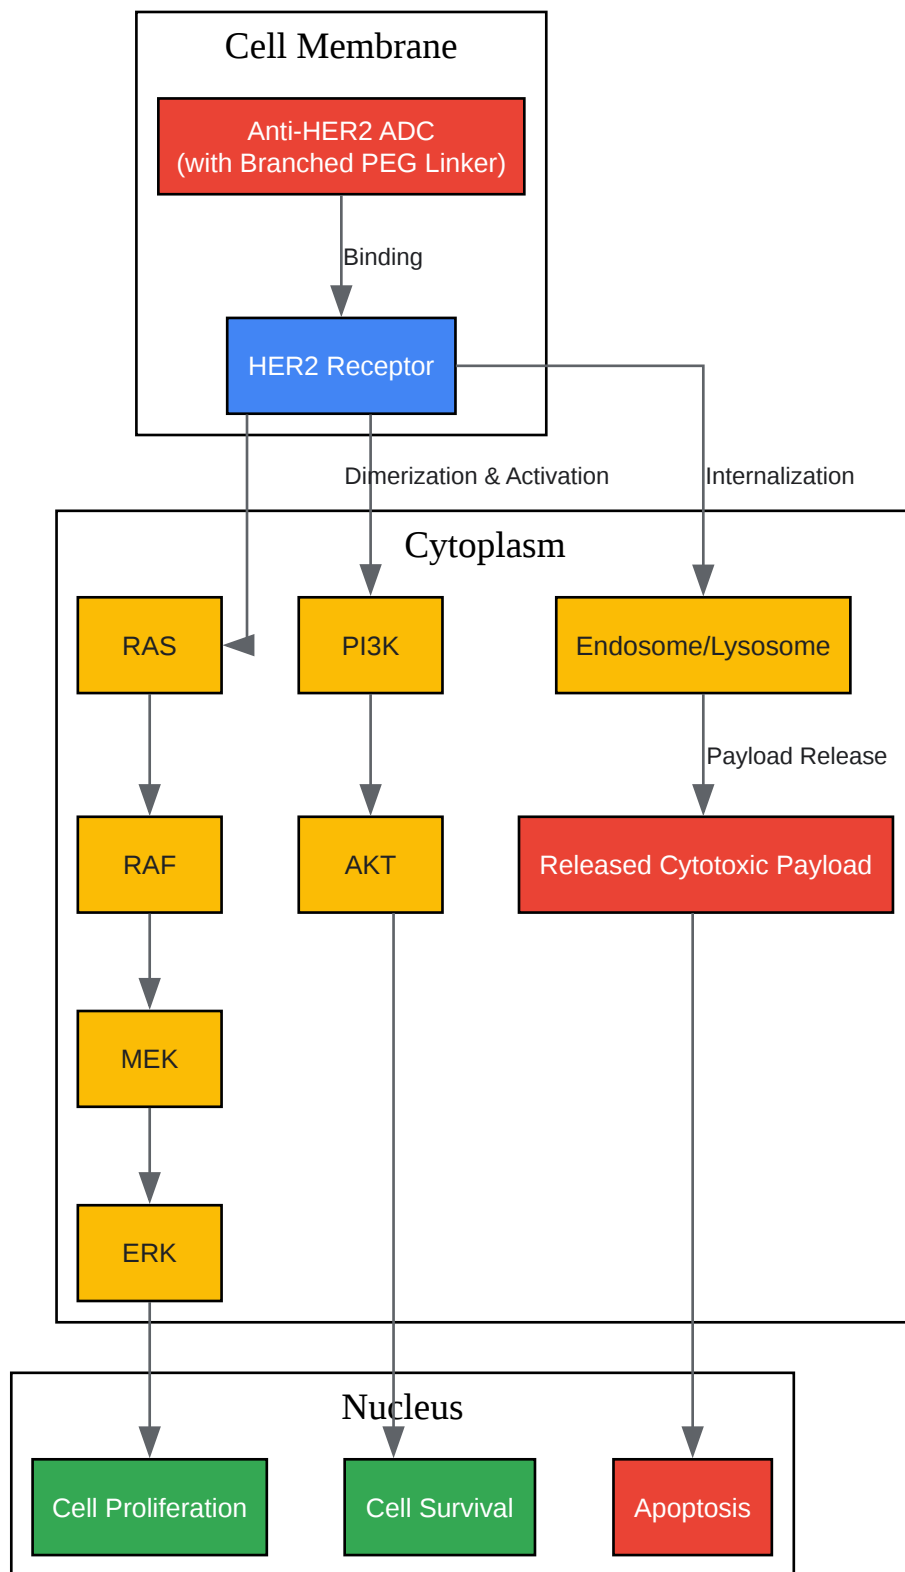 Cell Membrane
Anti-HER2 ADC
(with Branched PEG Linker)
Binding
HER2 Receptor
Dimerization & Activation
Internalization
Cytoplasm
RAS
PI3K
Endosome/Lysosome
Payload Release
RAF
AKT
Released Cytotoxic Payload
MEK
ERK
Nucleus
Cell Proliferation
Cell Survival
Apoptosis